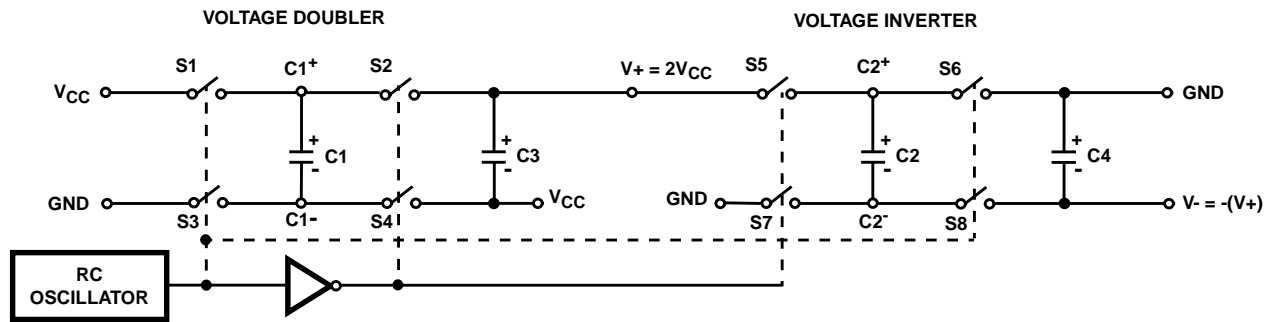 VOLTAGE DOUBLER
VOLTAGE INVERTER
S1 C1+ S2 V+ = 2VCC S5 C2+ S6
VCC GND
+ + + +
C1 C3 C2 C4
- - - -
GND VCC GND V- = -(V+)
S3 C1- S4 S7 C2- S8
RC
OSCILLATOR